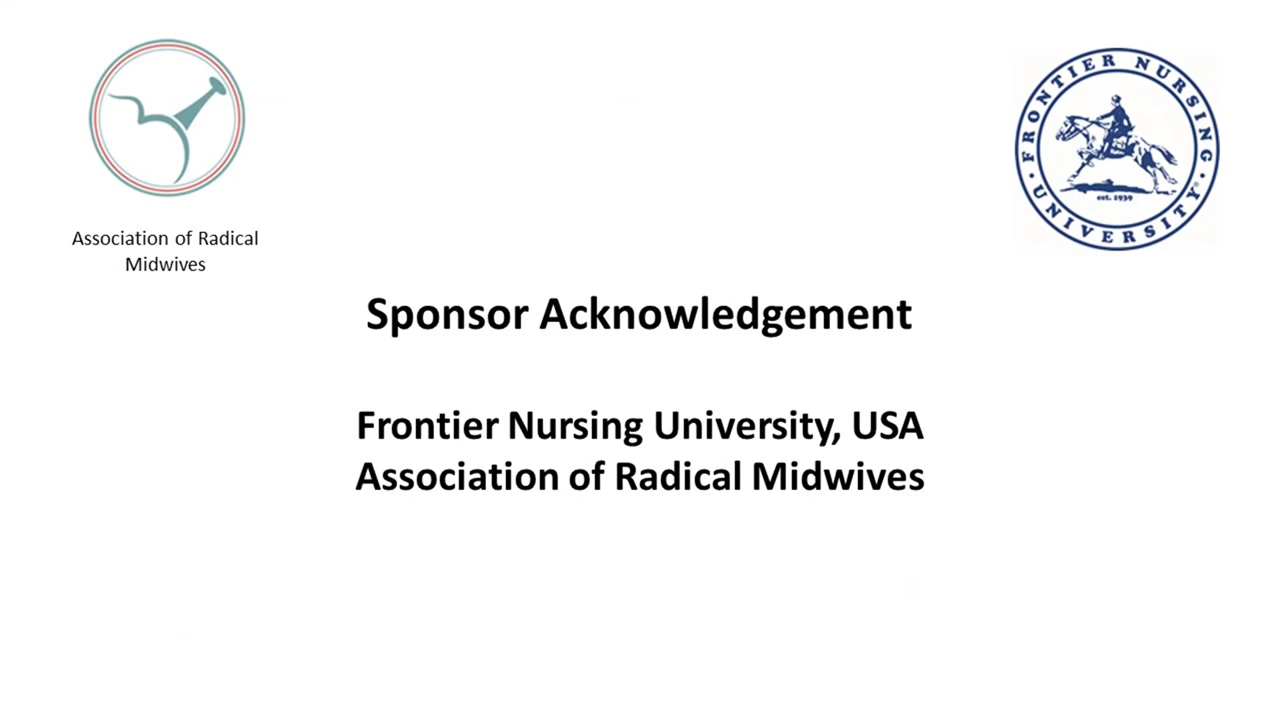 FRONTIER NURSING
UNIVERSITY
est. 1939
Association of Radical
Midwives
Sponsor Acknowledgement
Frontier Nursing University, USA
Association of Radical Midwives